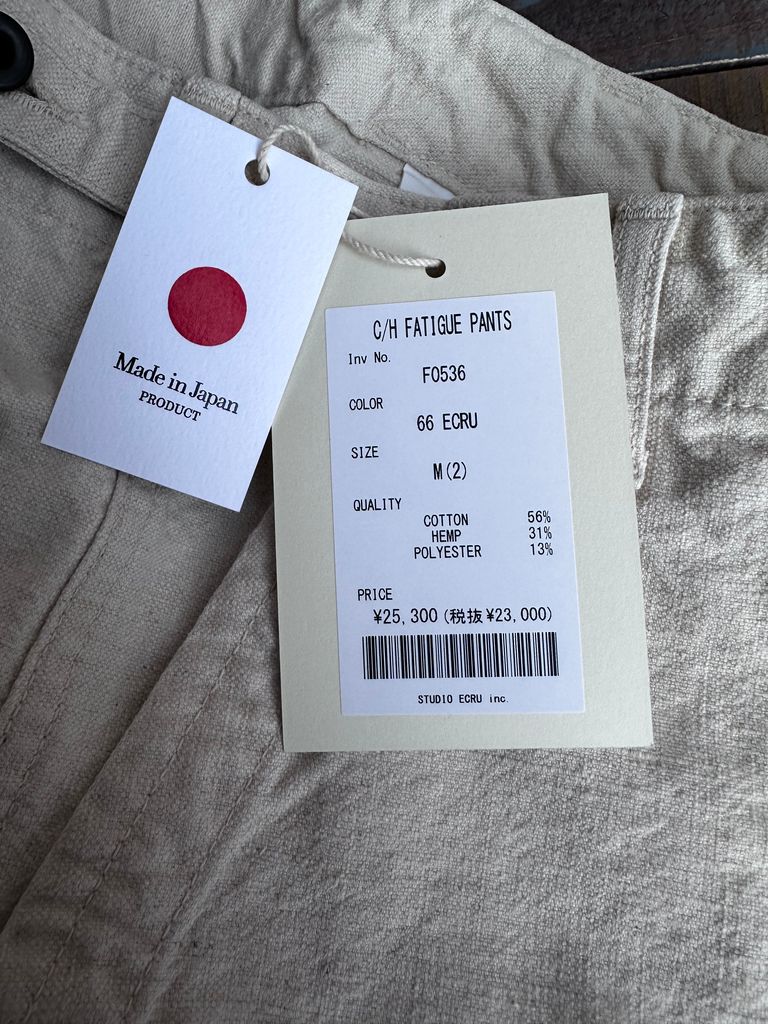 Made in Japan
PRODUCT
C/H FATIGUE PANTS
Inv No.
F0536
COLOR
66 ECRU
SIZE
M(2)
QUALITY
COTTON 56%
HEMP 31%
POLYESTER 13%
PRICE
¥25,300(税抜¥23,000)
STUDIO ECRU inc.